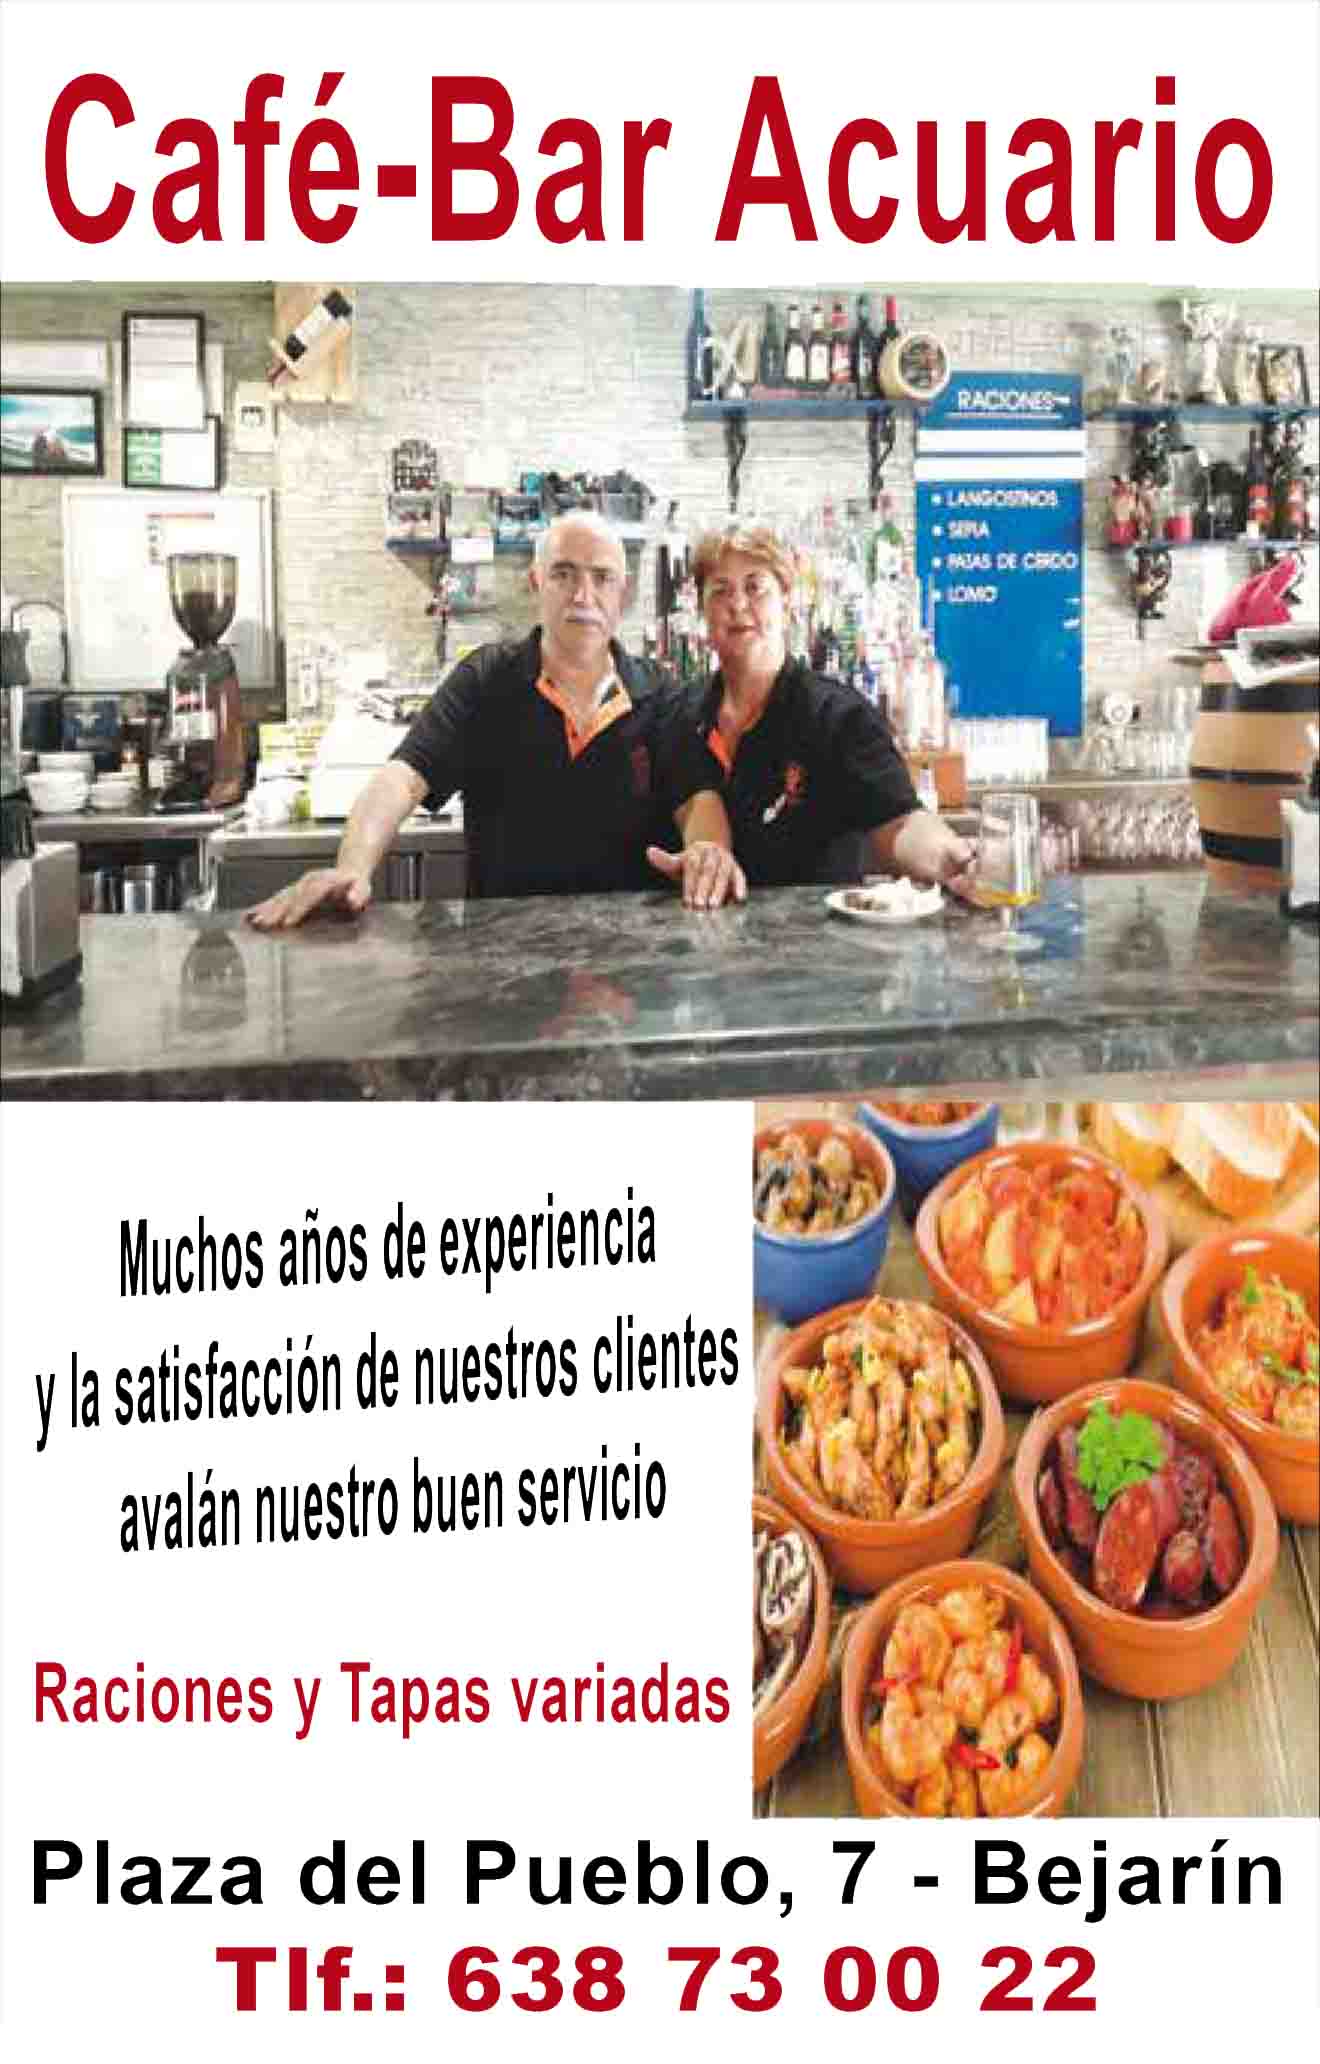 Café-Bar Acuario
RACIONES
• LANGOSTINOS
• SEPIA
• PATAS DE CERDO
• LOMO
Muchos años de experiencia
y la satisfacción de nuestros clientes
avalán nuestro buen servicio
Raciones y Tapas variadas
Plaza del Pueblo, 7 - Bejarín
Tlf.: 638 73 00 22